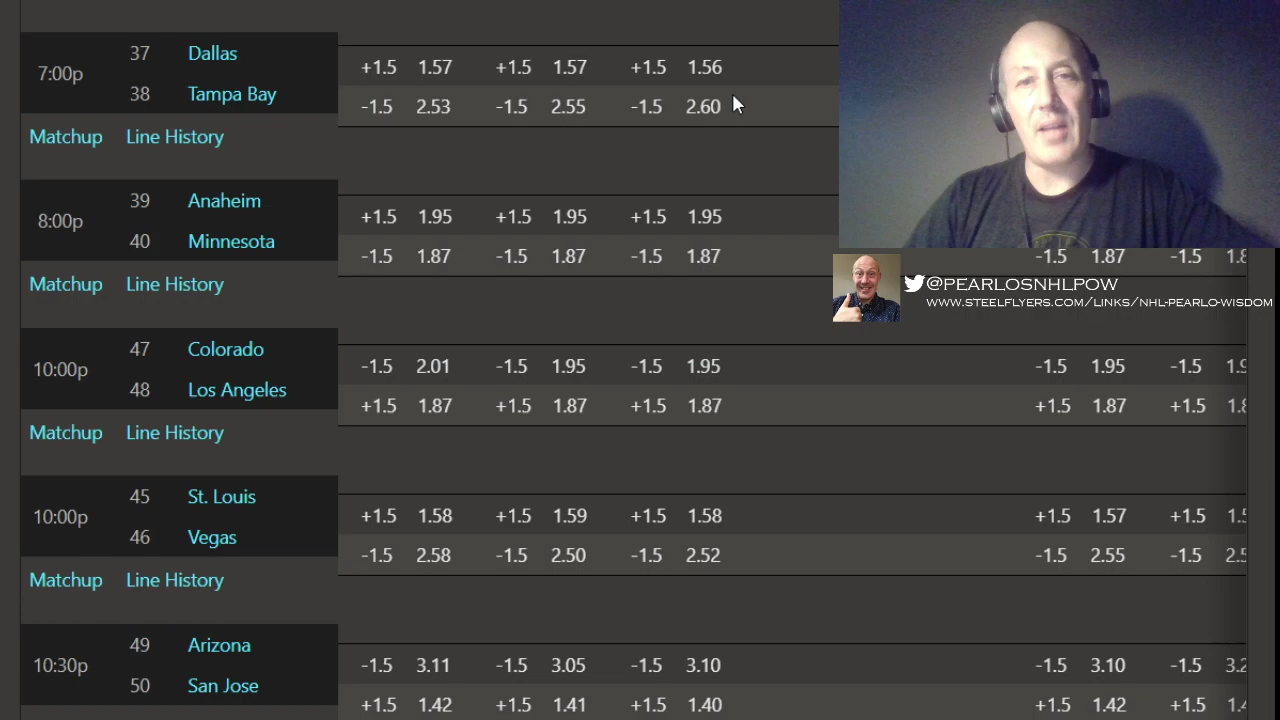 7:00p 37 Dallas +1.5 1.57 +1.5 1.57 +1.5 1.56
38 Tampa Bay -1.5 2.53 -1.5 2.55 -1.5 2.60
Matchup Line History
8:00p 39 Anaheim +1.5 1.95 +1.5 1.95 +1.5 1.95
40 Minnesota -1.5 1.87 -1.5 1.87 -1.5 1.87 -1.5 1.87 -1.5
Matchup Line History
@PEARLOSNHLPOW
WWW.STEELFLYERS.COM/LINKS/NHL-PEARLO-WISDOM
10:00p 47 Colorado -1.5 2.01 -1.5 1.95 -1.5 1.95 -1.5 1.95 -1.5
48 Los Angeles +1.5 1.87 +1.5 1.87 +1.5 1.87 +1.5 1.87 +1.5
Matchup Line History
10:00p 45 St. Louis +1.5 1.58 +1.5 1.59 +1.5 1.58 +1.5 1.57 +1.5
46 Vegas -1.5 2.58 -1.5 2.50 -1.5 2.52 -1.5 2.55 -1.5
Matchup Line History
10:30p 49 Arizona -1.5 3.11 -1.5 3.05 -1.5 3.10 -1.5 3.10 -1.5
50 San Jose +1.5 1.42 +1.5 1.41 +1.5 1.40 +1.5 1.42 +1.5